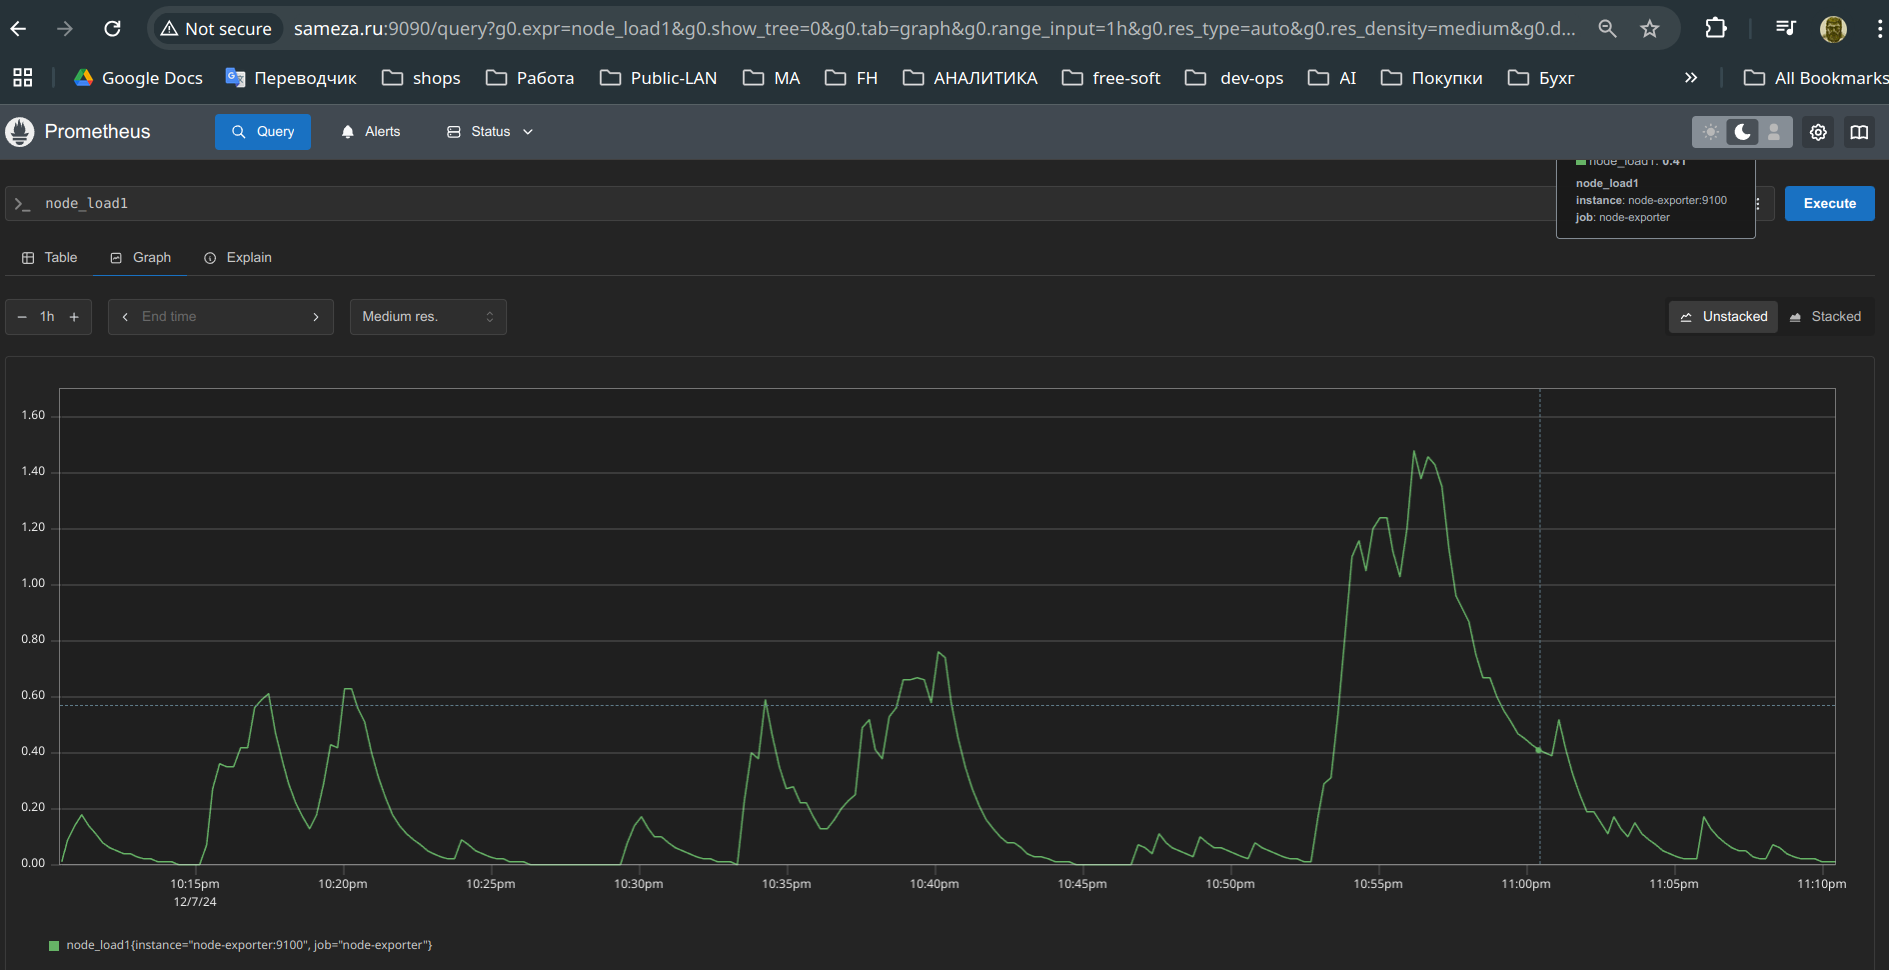 Not secure sameza.ru:9090/query?g0.expr=node_load1&g0.show_tree=0&g0.tab=graph&g0.range_input=1h&g0.res_type=auto&g0.res_density=medium&g0.d...
Google Docs Переводчик shops Работа Public-LAN MA FH АНАЛИТИКА free-soft dev-ops AI Покупки Бухг » All Bookmarks
Prometheus Query Alerts Status
node_load1: 0.41
node_load1
instance: node-exporter:9100
job: node-exporter
>_ node_load1 Execute
Table Graph Explain
− 1h + < End time > Medium res. Unstacked Stacked
1.60
1.40
1.20
1.00
0.80
0.60
0.40
0.20
0.00
10:15pm 10:20pm 10:25pm 10:30pm 10:35pm 10:40pm 10:45pm 10:50pm 10:55pm 11:00pm 11:05pm 11:10pm
12/7/24
node_load1{instance="node-exporter:9100", job="node-exporter"}